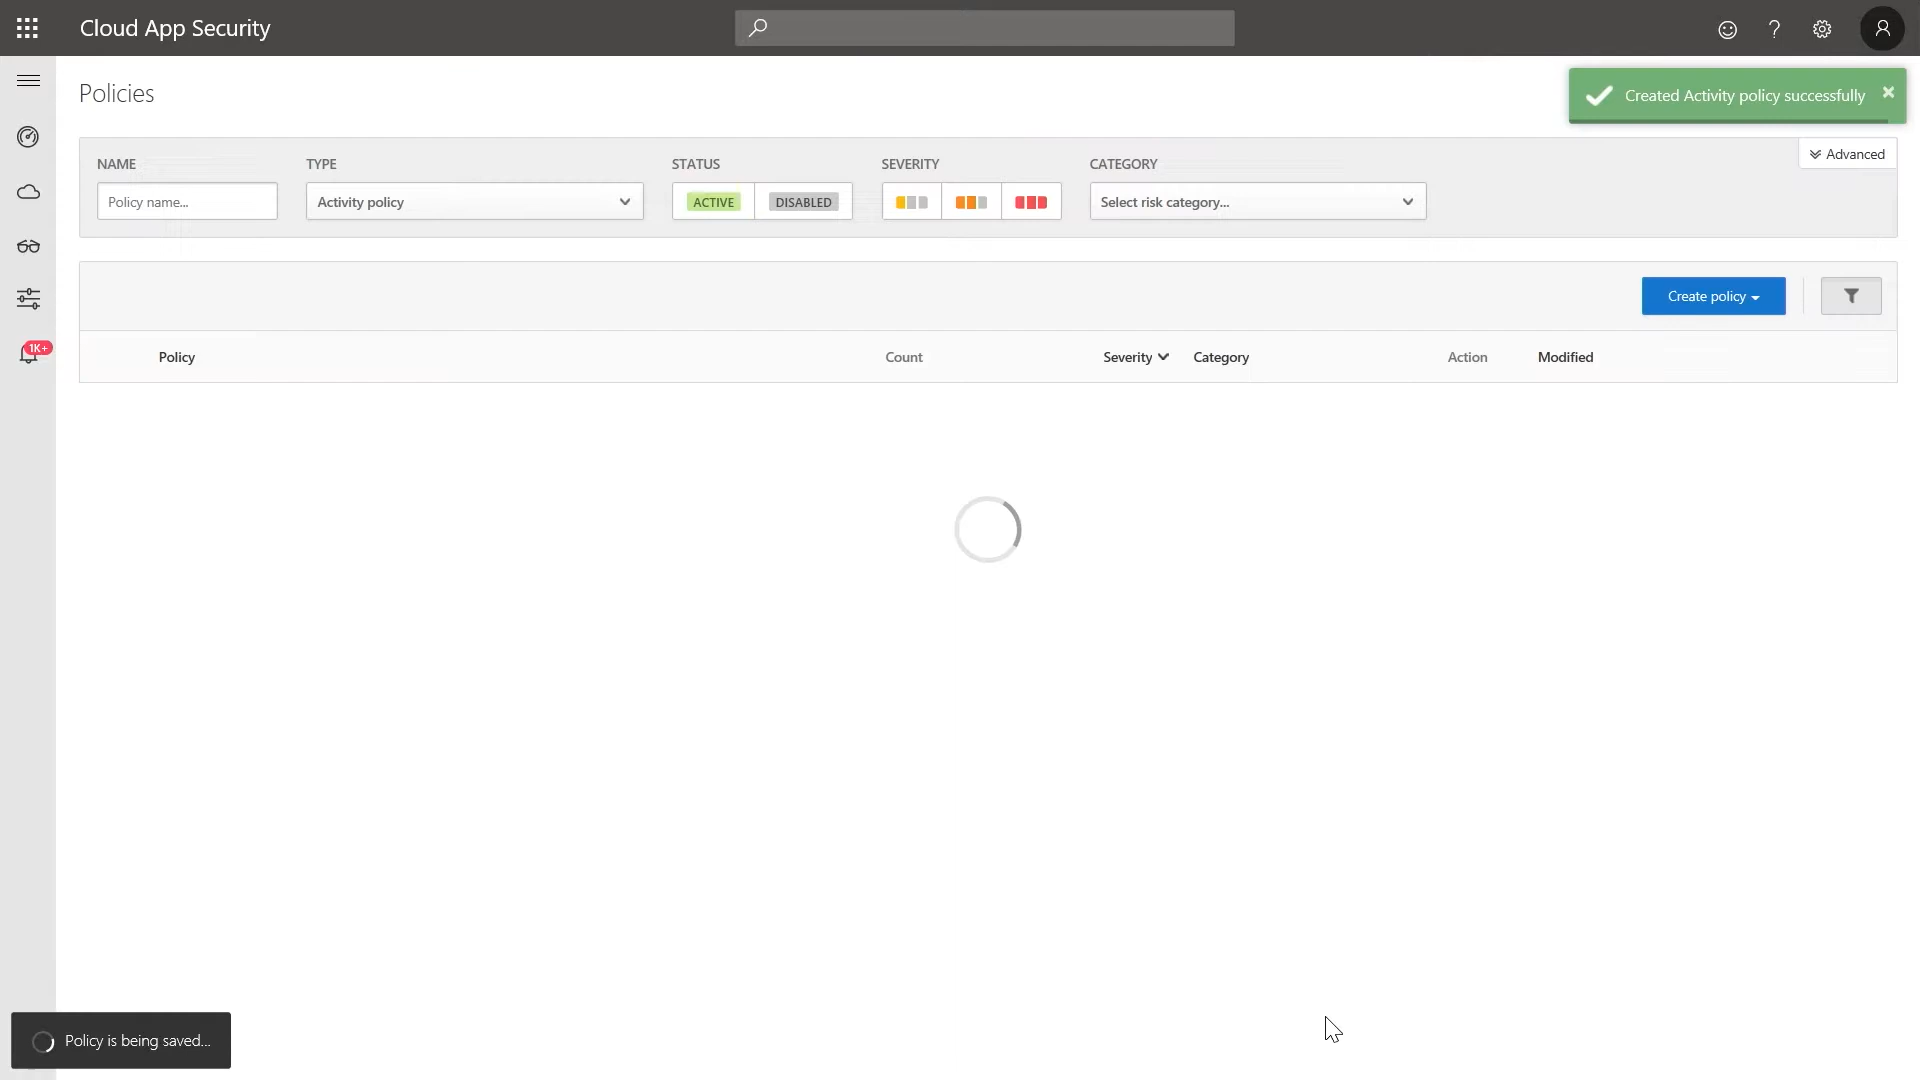 Cloud App Security
Policies
Created Activity policy successfully
Advanced
NAME
TYPE
STATUS
SEVERITY
CATEGORY
Policy name...
Activity policy
ACTIVE
DISABLED
Select risk category...
Create policy
1K+
Policy
Count
Severity
Category
Action
Modified
Policy is being saved...